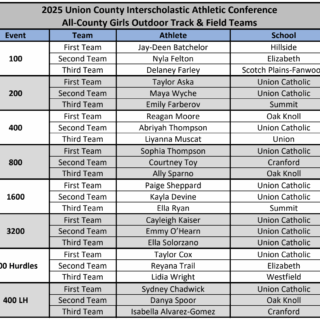 2025 Union County Interscholastic Athletic Conference
All-County Girls Outdoor Track & Field Teams
Event Team Athlete School
100 First Team Jay-Deen Batchelor Hillside
Second Team Nyla Felton Elizabeth
Third Team Delaney Farley Scotch Plains-Fanwoo
200 First Team Taylor Aska Union Catholic
Second Team Maya Wyche Union Catholic
Third Team Emily Farberov Summit
400 First Team Reagan Moore Oak Knoll
Second Team Abriyah Thompson Union Catholic
Third Team Liyanna Muscat Union
800 First Team Sophia Thompson Union Catholic
Second Team Courtney Toy Cranford
Third Team Ally Sparno Oak Knoll
1600 First Team Paige Sheppard Union Catholic
Second Team Kayla Devine Union Catholic
Third Team Ella Ryan Summit
3200 First Team Cayleigh Kaiser Union Catholic
Second Team Emmy O'Hearn Union Catholic
Third Team Ella Solorzano Union Catholic
00 Hurdles First Team Taylor Cox Union Catholic
Second Team Reyana Trail Elizabeth
Third Team Lidia Wright Westfield
400 LH First Team Sydney Chadwick Union Catholic
Second Team Danya Spoor Oak Knoll
Third Team Isabella Alvarez-Gomez Cranford